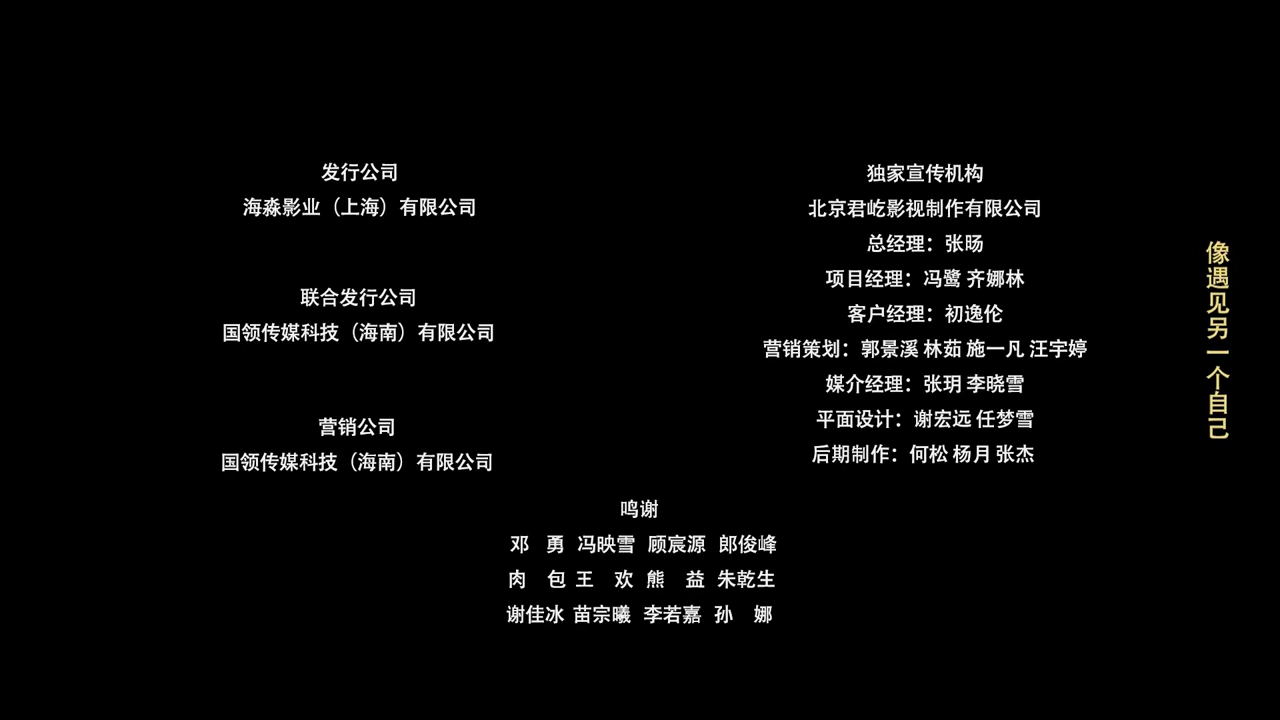 发行公司
海淼影业（上海）有限公司
联合发行公司
国领传媒科技（海南）有限公司
营销公司
国领传媒科技（海南）有限公司
独家宣传机构
北京君屹影视制作有限公司
总经理：张旸
项目经理：冯鹭 齐娜林
客户经理：初逸伦
营销策划：郭景溪 林茹 施一凡 汪宇婷
媒介经理：张玥 李晓雪
平面设计：谢宏远 任梦雪
后期制作：何松 杨月 张杰
鸣谢
邓 勇 冯映雪 顾宸源 郎俊峰
肉 包 王 欢 熊 益 朱乾生
谢佳冰 苗宗曦 李若嘉 孙 娜
像遇见另一个自己